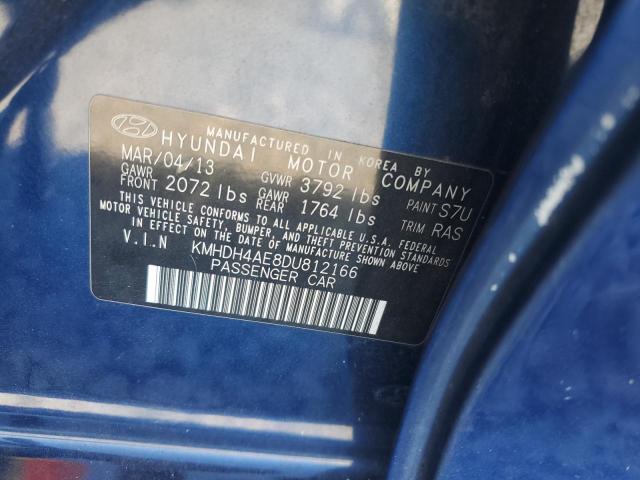 MANUFACTURED IN KOREA BY
HYUNDAI MOTOR COMPANY
MAR/04/13 GVWR 3792 lbs PAINT S7U
GAWR FRONT 2072 lbs GAWR REAR 1764 lbs TRIM RAS
THIS VEHICLE CONFORMS TO ALL APPLICABLE U.S.A. FEDERAL
MOTOR VEHICLE SAFETY, BUMPER, AND THEFT PREVENTION STANDARDS
IN EFFECT ON THE DATE OF MANUFACTURE SHOWN ABOVE
V.I.N KMHDH4AE8DU812166
PASSENGER CAR